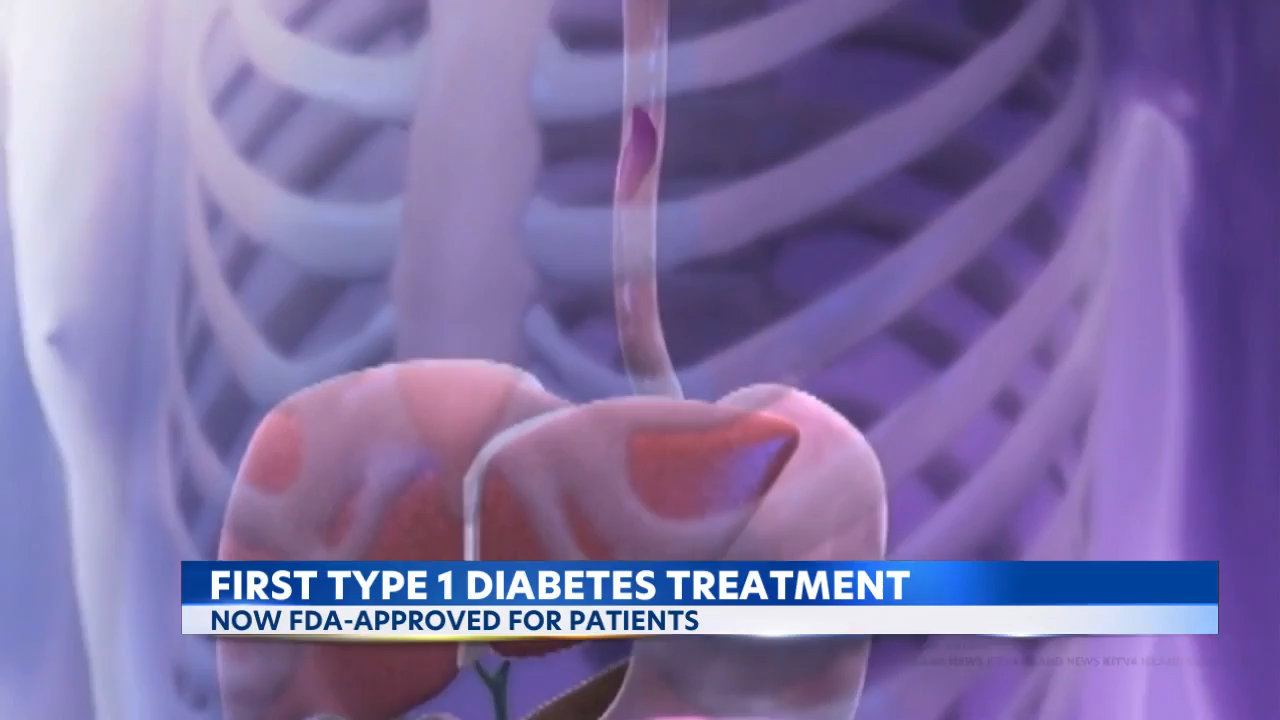 FIRST TYPE 1 DIABETES TREATMENT
NOW FDA-APPROVED FOR PATIENTS